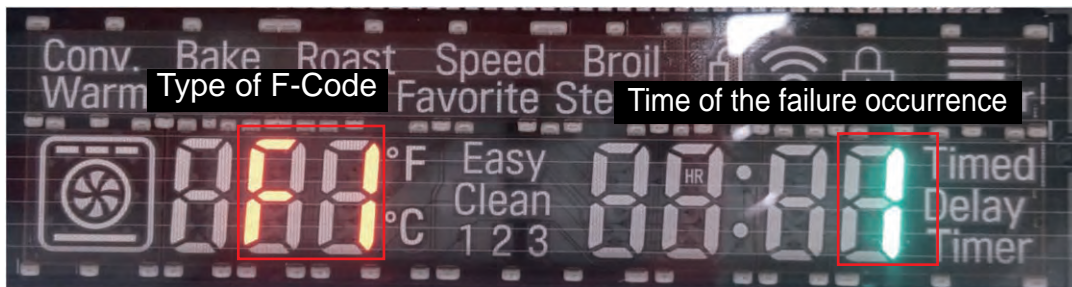 Conv. Bake Roast Speed Broil
Warm Favorite Ste
Type of F-Code
Time of the failure occurrence
F1 °F Easy HR : 1 Timed
°C Clean Delay
1 2 3 Timer